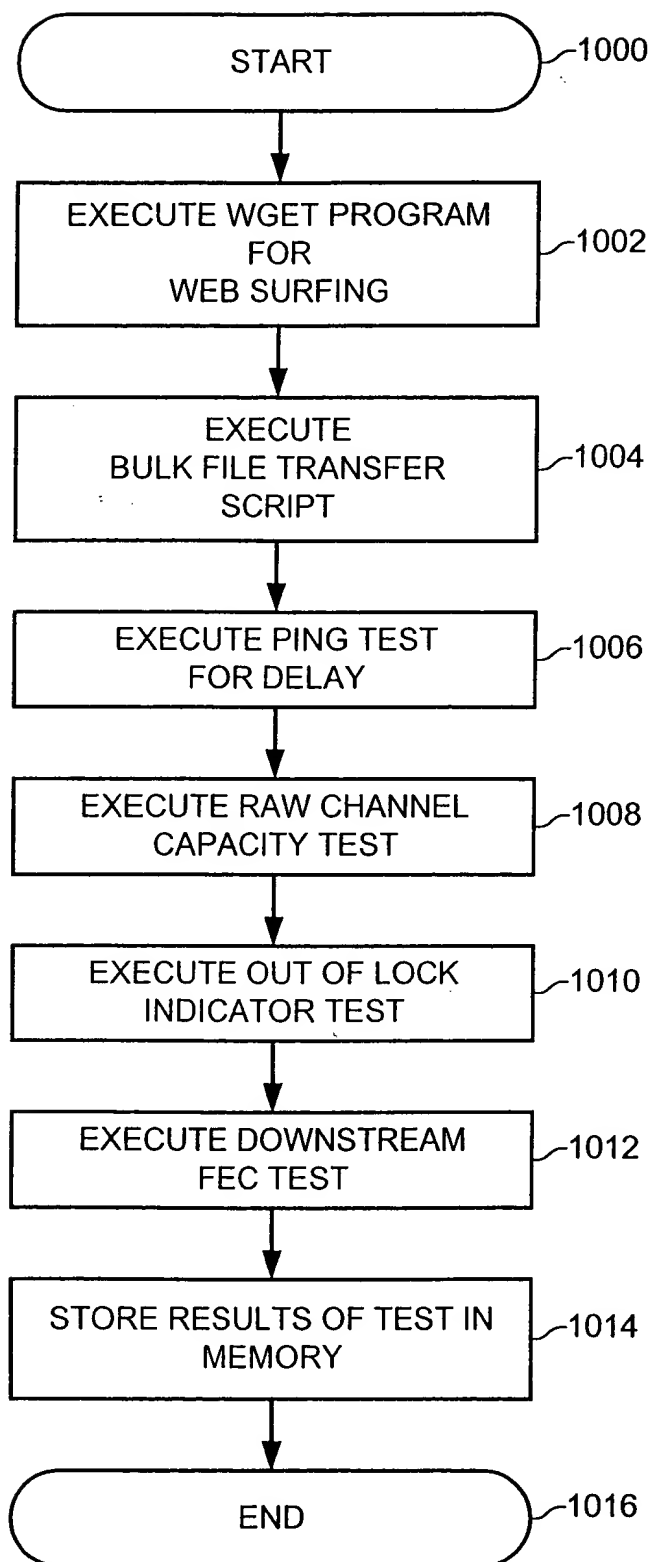 START
1000
EXECUTE WGET PROGRAM
FOR
WEB SURFING
1002
EXECUTE
BULK FILE TRANSFER
SCRIPT
1004
EXECUTE PING TEST
FOR DELAY
1006
EXECUTE RAW CHANNEL
CAPACITY TEST
1008
EXECUTE OUT OF LOCK
INDICATOR TEST
1010
EXECUTE DOWNSTREAM
FEC TEST
1012
STORE RESULTS OF TEST IN
MEMORY
1014
END
1016